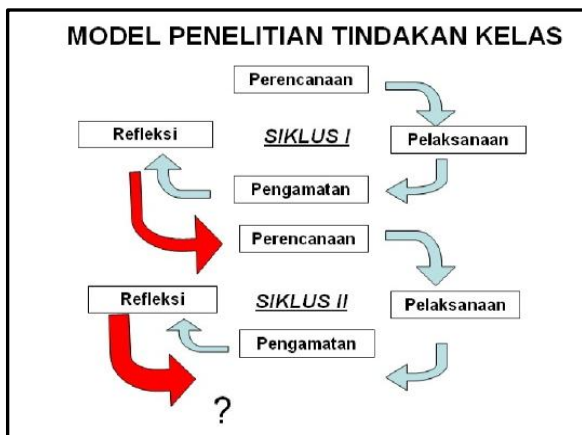 MODEL PENELITIAN TINDAKAN KELAS
Perencanaan
Refleksi
SIKLUS I
Pelaksanaan
Pengamatan
Perencanaan
Refleksi
SIKLUS II
Pelaksanaan
Pengamatan
?